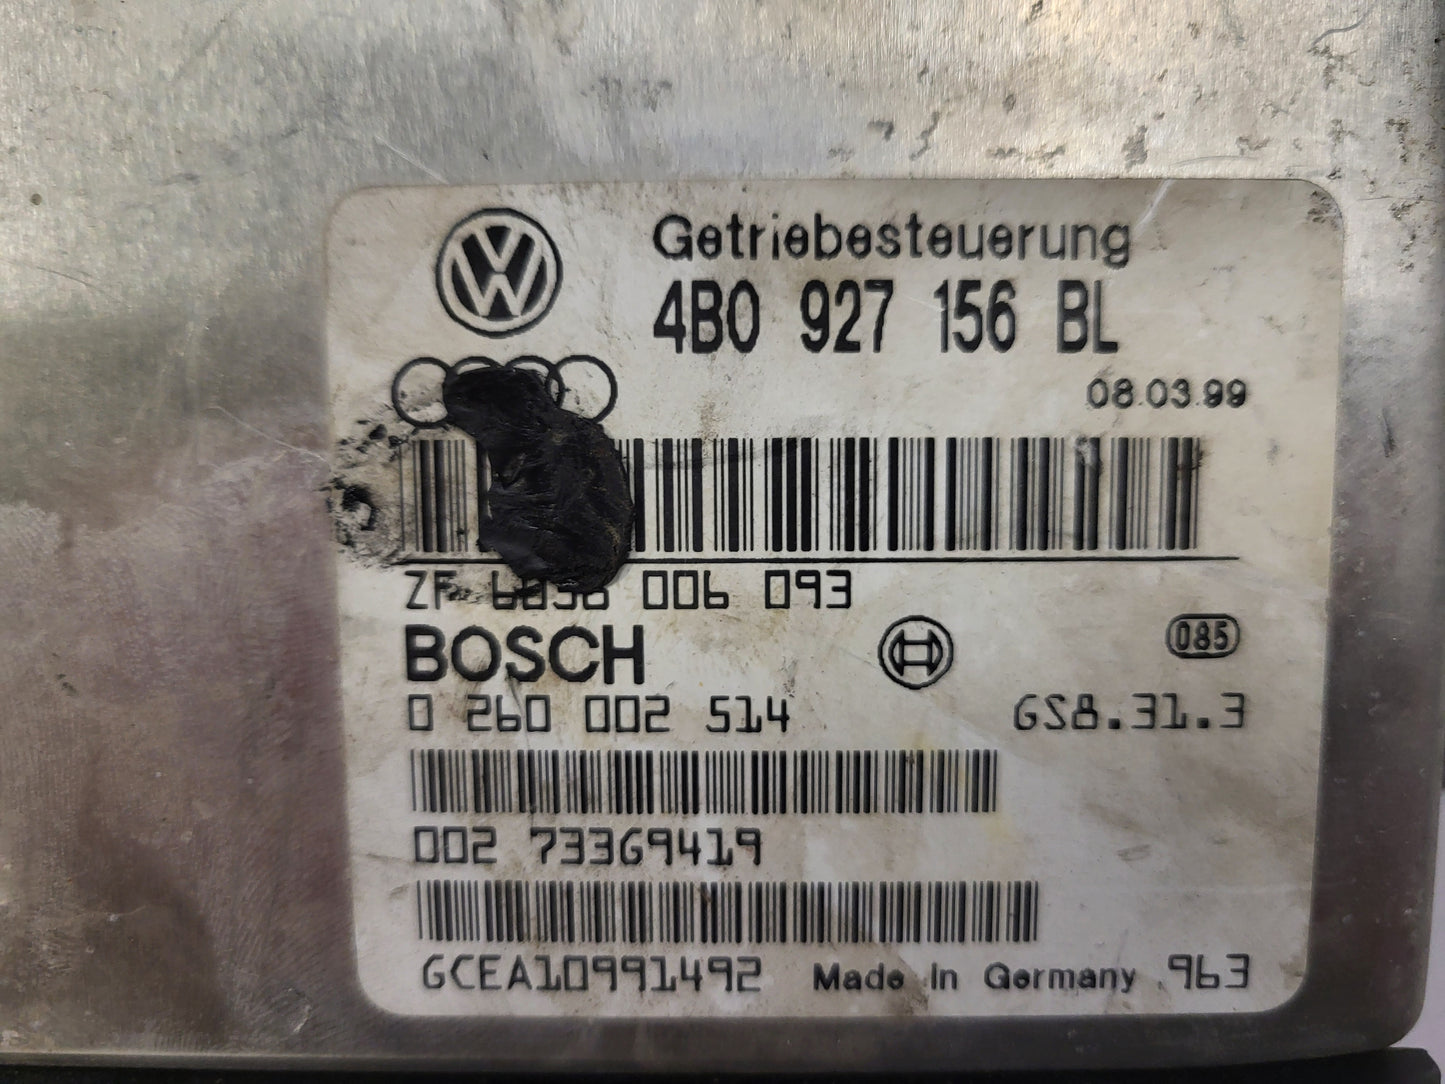 Getriebesteuerung
4B0 927 156 BL
08.03.99
ZF 006 093
BOSCH
085
0 260 002 514
GS8.31.3
002 73369419
GCEA10991492 Made In Germany 963